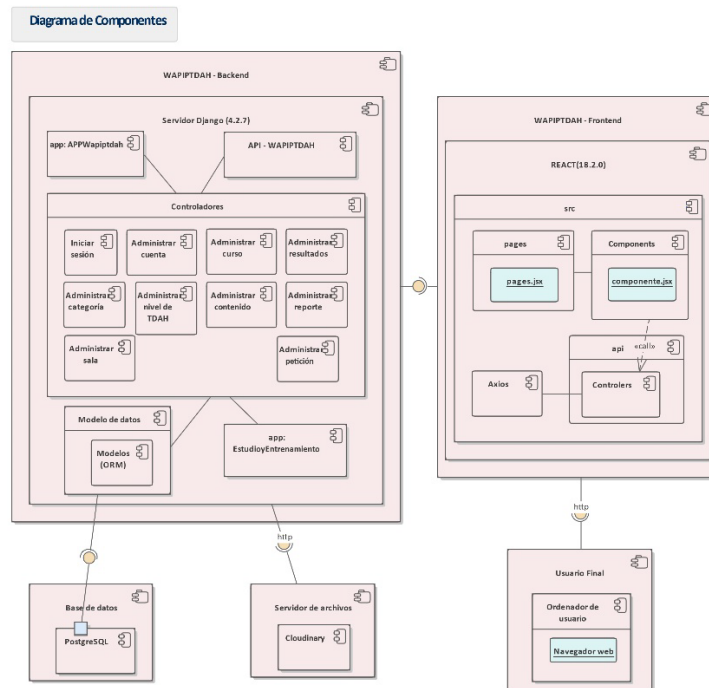 Diagrama de Componentes
WAPIPTDAH - Backend
Servidor Django (4.2.7)
app: APPWapiptdah
API - WAPIPTDAH
Controladores
Iniciar
sesión
Administrar
cuenta
Administrar
curso
Administrar
resultados
Administrar
categoría
Administrar
nivel de
TDAH
Administrar
contenido
Administrar
reporte
Administrar
sala
Administrar
petición
Modelo de datos
Modelos
(ORM)
app:
EstudioyEntrenamiento
http
Base de datos
PostgreSQL
Servidor de archivos
Cloudinary
WAPIPTDAH - Frontend
REACT(18.2.0)
src
pages
pages.jsx
Components
componente.jsx
«call»
api
Axios
Controlers
http
Usuario Final
Ordenador de
usuario
Navegador web